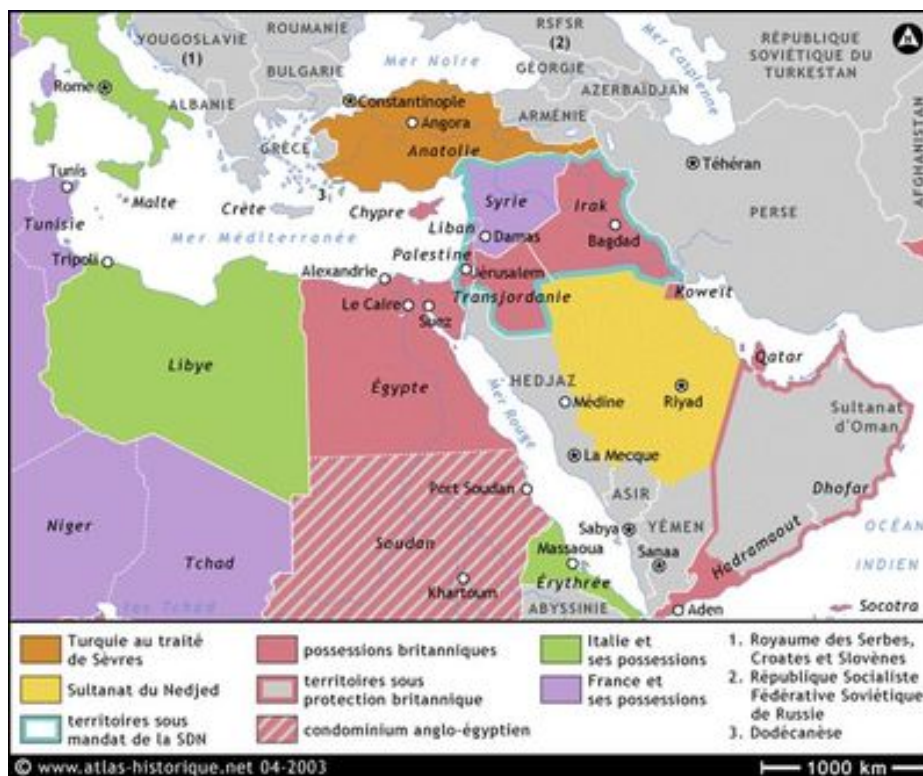 YOUGOSLAVIE
(1)
ROUMANIE
RSFSR
(2)
RÉPUBLIQUE
SOVIÉTIQUE DU
TURKESTAN
N
Rome
BULGARIE
Mer Noire
GÉORGIE
Mer Caspienne
ALBANIE
Constantinople
AZERBAÏDJAN
Angora
ARMÉNIE
AFGHANISTAN
GRÈCE
Anatolie
Téhéran
Tunis
Malte
3
Crète
Chypre
Syrie
Irak
PERSE
Tunisie
Liban
Damas
Bagdad
Mer Méditerranée
Palestine
Tripoli
Alexandrie
Jérusalem
Transjordanie
Koweït
Le Caire
Suez
Libye
Égypte
Mer Rouge
HEDJAZ
Médine
Riyad
Qatar
Sultanat
d'Oman
La Mecque
Port Soudan
ASIR
Dhofar
Niger
Tchad
Soudan
Sabya
YÉMEN
Hadramaout
OCÉAN
INDIEN
Massaoua
Sanaa
Khartoum
Érythrée
lac Tchad
ABYSSINIE
Aden
Socotra
Turquie au traité
de Sèvres
Sultanat du Nedjed
territoires sous
mandat de la SDN
possessions britanniques
territoires sous
protection britannique
condominium anglo-égyptien
Italie et
ses possessions
France et
ses possessions
1. Royaume des Serbes,
Croates et Slovènes
2. République Socialiste
Fédérative Soviétique
de Russie
3. Dodécanèse
© www.atlas-historique.net 04-2003
1000 km